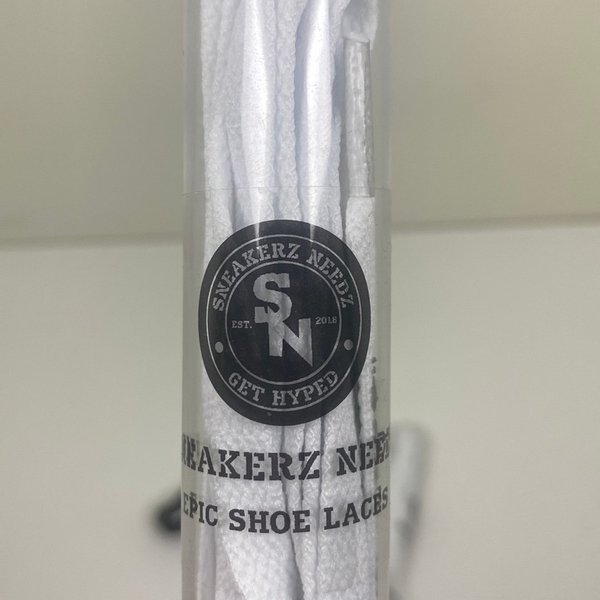 SNEAKERZ NEEDZ
SN
EST. 2018
GET HYPED
NEAKERZ NEED
EPIC SHOE LACES